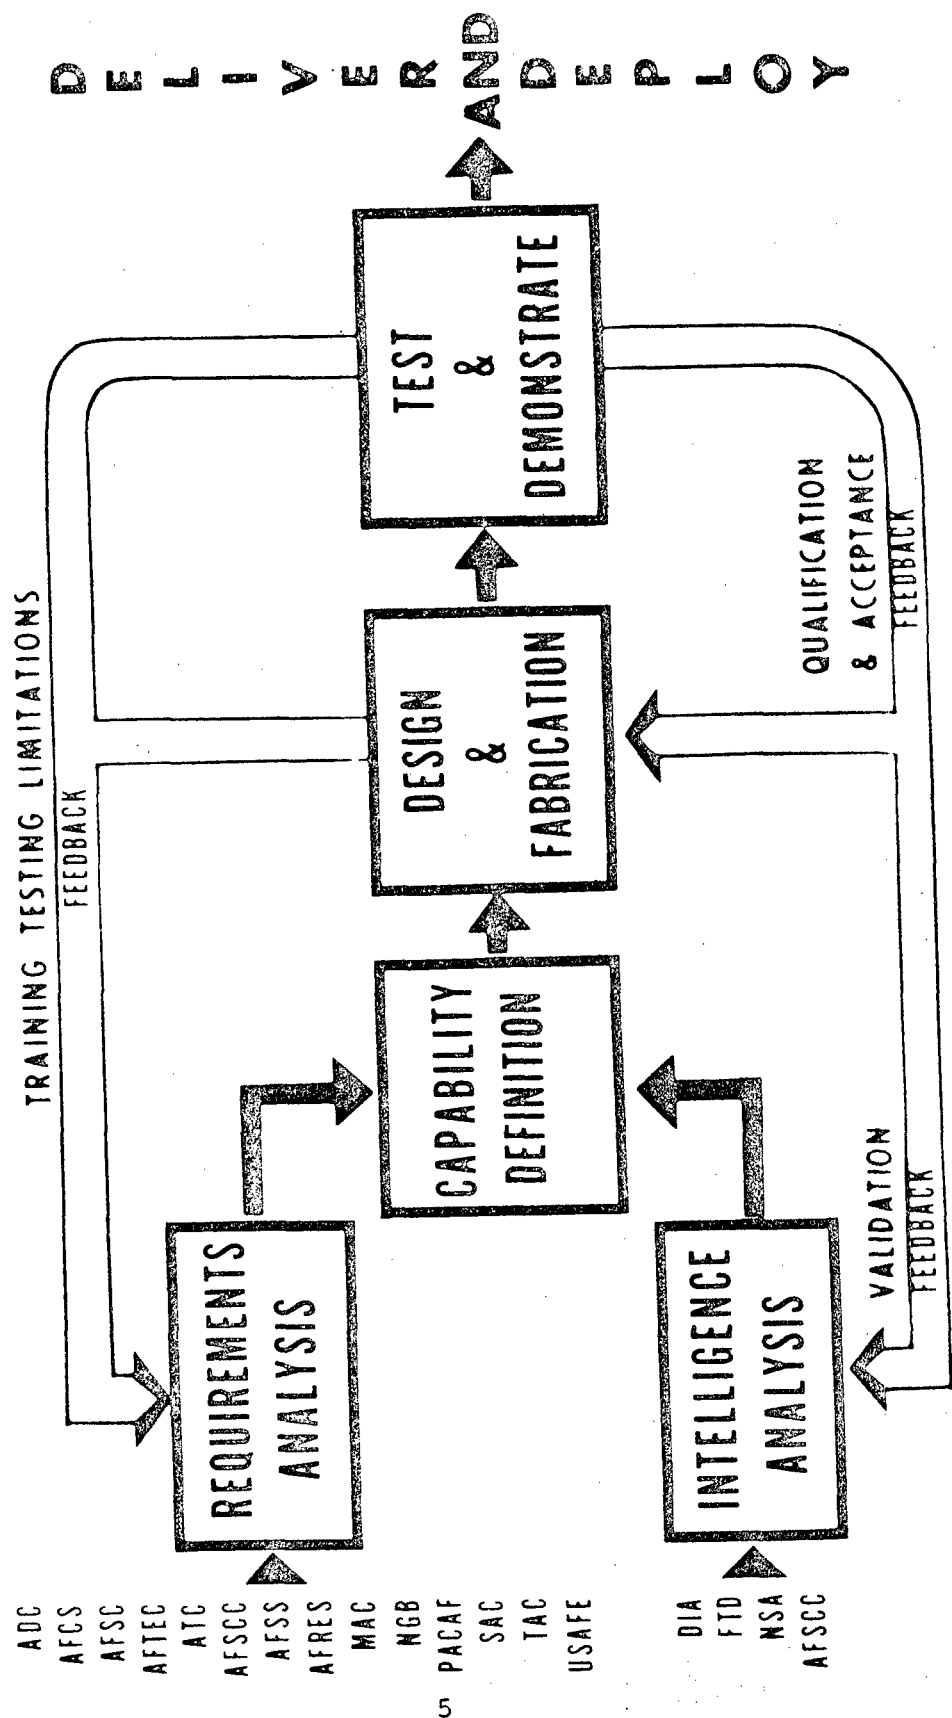 TRAINING TESTING LIMITATIONS
FEEDBACK
ADC
AFCS
AFSC
AFTEC
ATC
AFSCC
AFSS
AFRES
MAC
NGB
PACAF
SAC
TAC
USAFE
REQUIREMENTS
ANALYSIS
DIA
FTD
NSA
AFSCC
INTELLIGENCE
ANALYSIS
CAPABILITY
DEFINITION
DESIGN
&
FABRICATION
TEST
&
DEMONSTRATE
DELIVER
AND
DEPLOY
VALIDATION
FEEDBACK
QUALIFICATION
& ACCEPTANCE
FEEDBACK
5